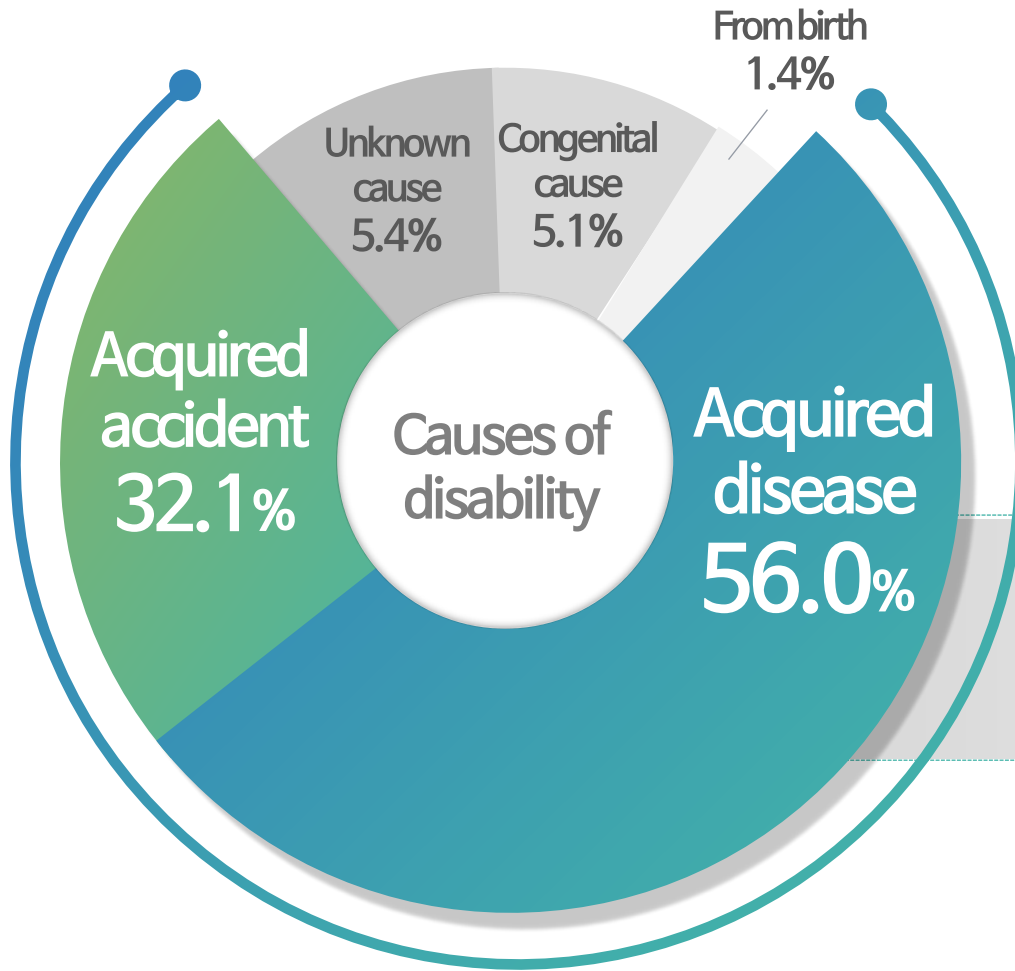 From birth
1.4%
Unknown
cause
5.4%
Congenital
cause
5.1%
Acquired
accident
32.1%
Causes of
disability
Acquired
disease
56.0%